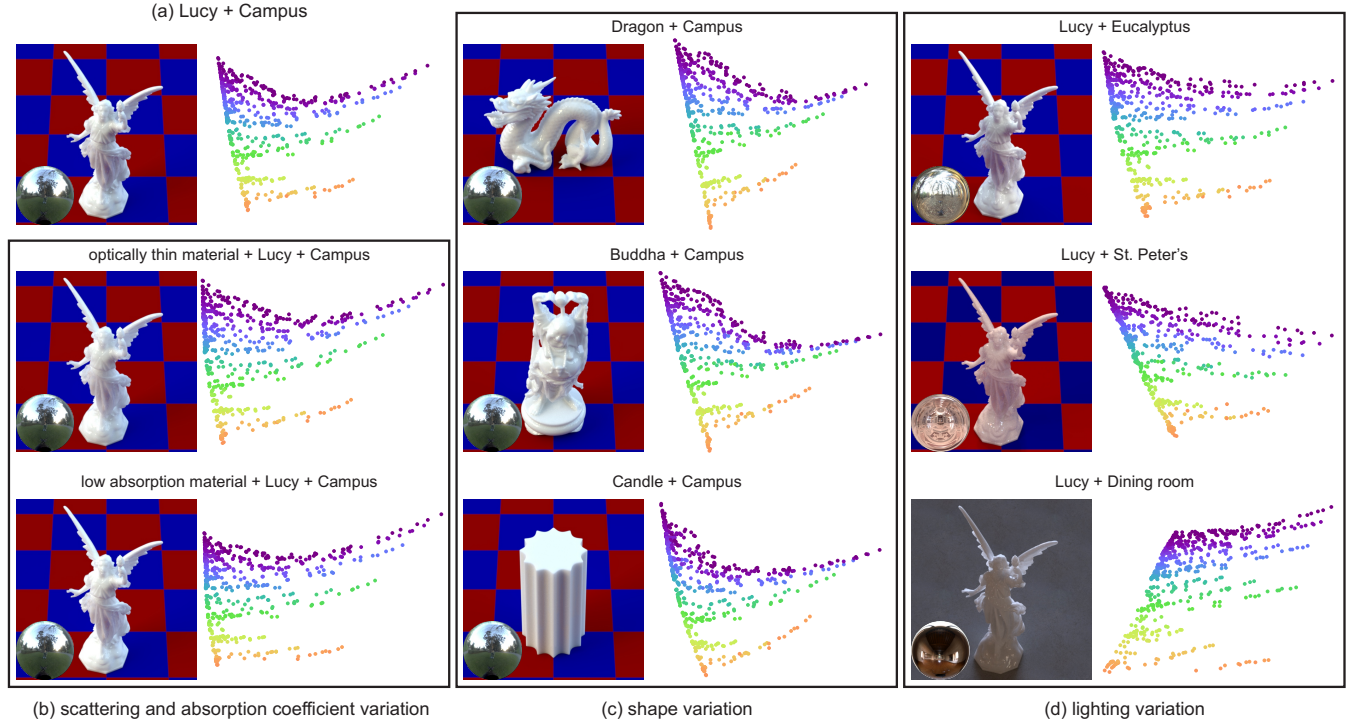 (a) Lucy + Campus
optically thin material + Lucy + Campus
low absorption material + Lucy + Campus
(b) scattering and absorption coefficient variation
Dragon + Campus
Buddha + Campus
Candle + Campus
(c) shape variation
Lucy + Eucalyptus
Lucy + St. Peter's
Lucy + Dining room
(d) lighting variation